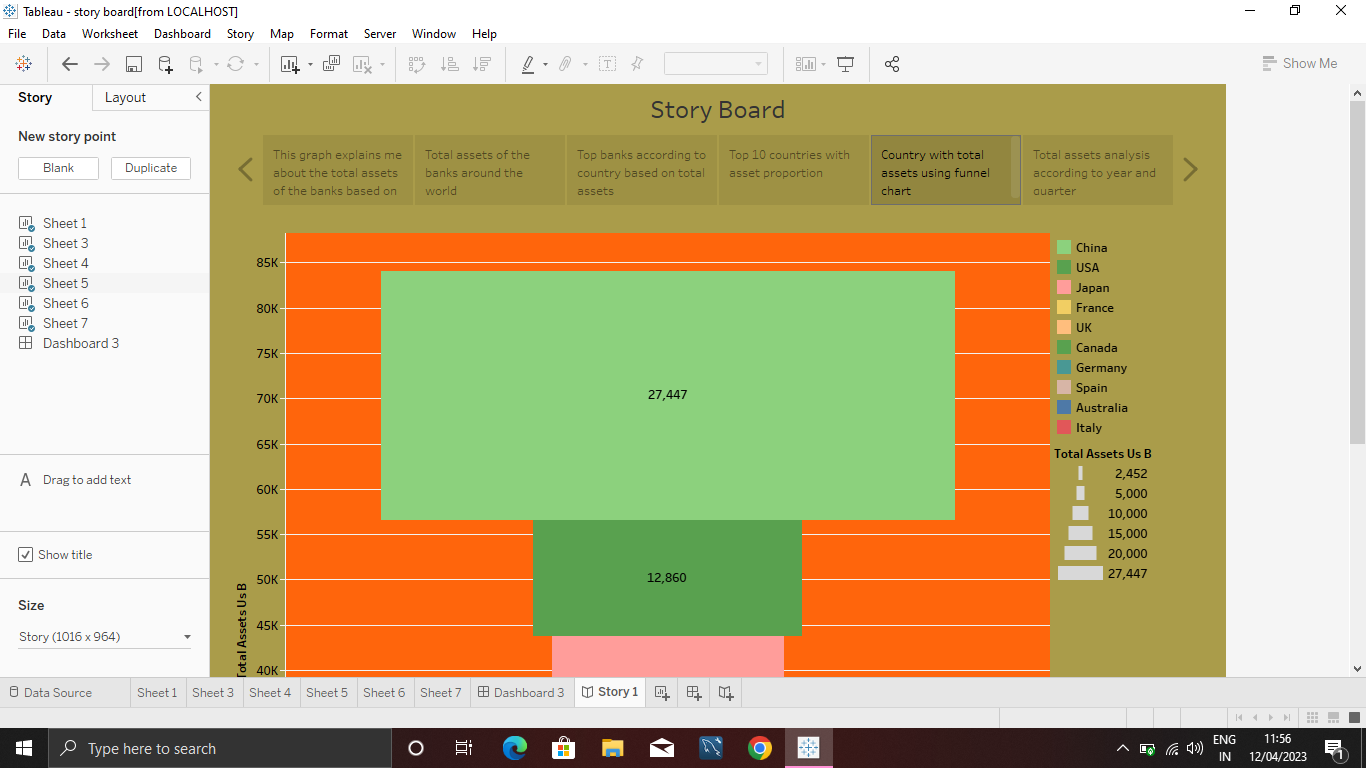 Tableau - story board[from LOCALHOST]
File Data Worksheet Dashboard Story Map Format Server Window Help
Show Me
Story Layout
New story point
Blank Duplicate
Sheet 1
Sheet 3
Sheet 4
Sheet 5
Sheet 6
Sheet 7
Dashboard 3
A Drag to add text
Show title
Size
Story (1016 x 964)
Story Board
This graph explains me
about the total assets
of the banks based on
Total assets of the
banks around the
world
Top banks according to
country based on total
assets
Top 10 countries with
asset proportion
Country with total
assets using funnel
chart
Total assets analysis
according to year and
quarter
85K
80K
75K
70K
65K
60K
55K
50K
45K
40K
Total Assets Us B
27,447
12,860
China
USA
Japan
France
UK
Canada
Germany
Spain
Australia
Italy
Total Assets Us B
2,452
5,000
10,000
15,000
20,000
27,447
Data Source Sheet 1 Sheet 3 Sheet 4 Sheet 5 Sheet 6 Sheet 7 Dashboard 3 Story 1
Type here to search
ENG
IN
11:56
12/04/2023
1